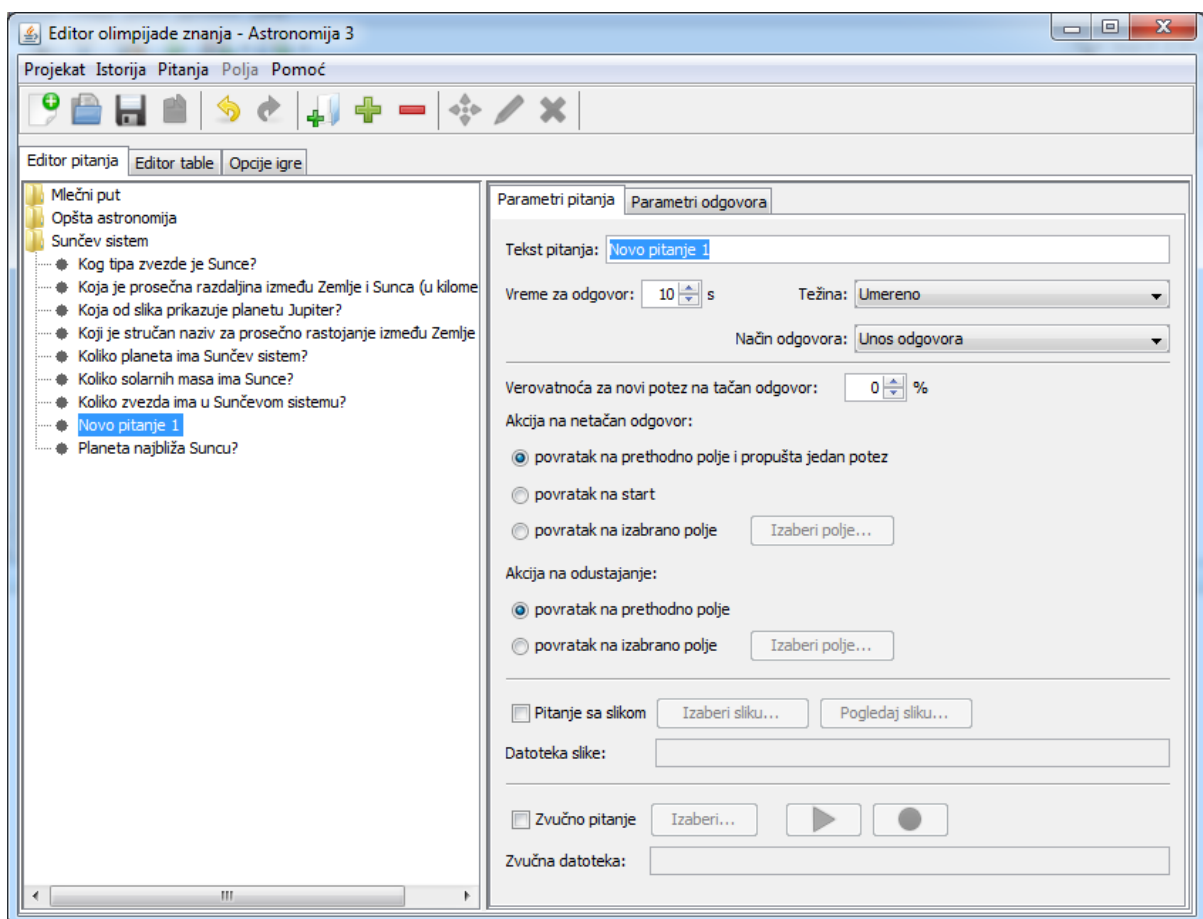 Editor olimpijade znanja - Astronomija 3
Projekat Istorija Pitanja Polja Pomoć
Editor pitanja Editor table Opcije igre
Mlečni put
Opšta astronomija
Sunčev sistem
Kog tipa zvezde je Sunce?
Koja je prosečna razdaljina između Zemlje i Sunca (u kilome
Koja od slika prikazuje planetu Jupiter?
Koji je stručan naziv za prosečno rastojanje između Zemlje
Koliko planeta ima Sunčev sistem?
Koliko solarnih masa ima Sunce?
Koliko zvezda ima u Sunčevom sistemu?
Novo pitanje 1
Planeta najbliža Suncu?
Parametri pitanja Parametri odgovora
Tekst pitanja: Novo pitanje 1
Vreme za odgovor: 10 s Težina: Umereno
Način odgovora: Unos odgovora
Verovatnoća za novi potez na tačan odgovor: 0 %
Akcija na netačan odgovor:
povratak na prethodno polje i propušta jedan potez
povratak na start
povratak na izabrano polje Izaberi polje...
Akcija na odustajanje:
povratak na prethodno polje
povratak na izabrano polje Izaberi polje...
Pitanje sa slikom Izaberi sliku... Pogledaj sliku...
Datoteka slike:
Zvučno pitanje Izaberi...
Zvučna datoteka: